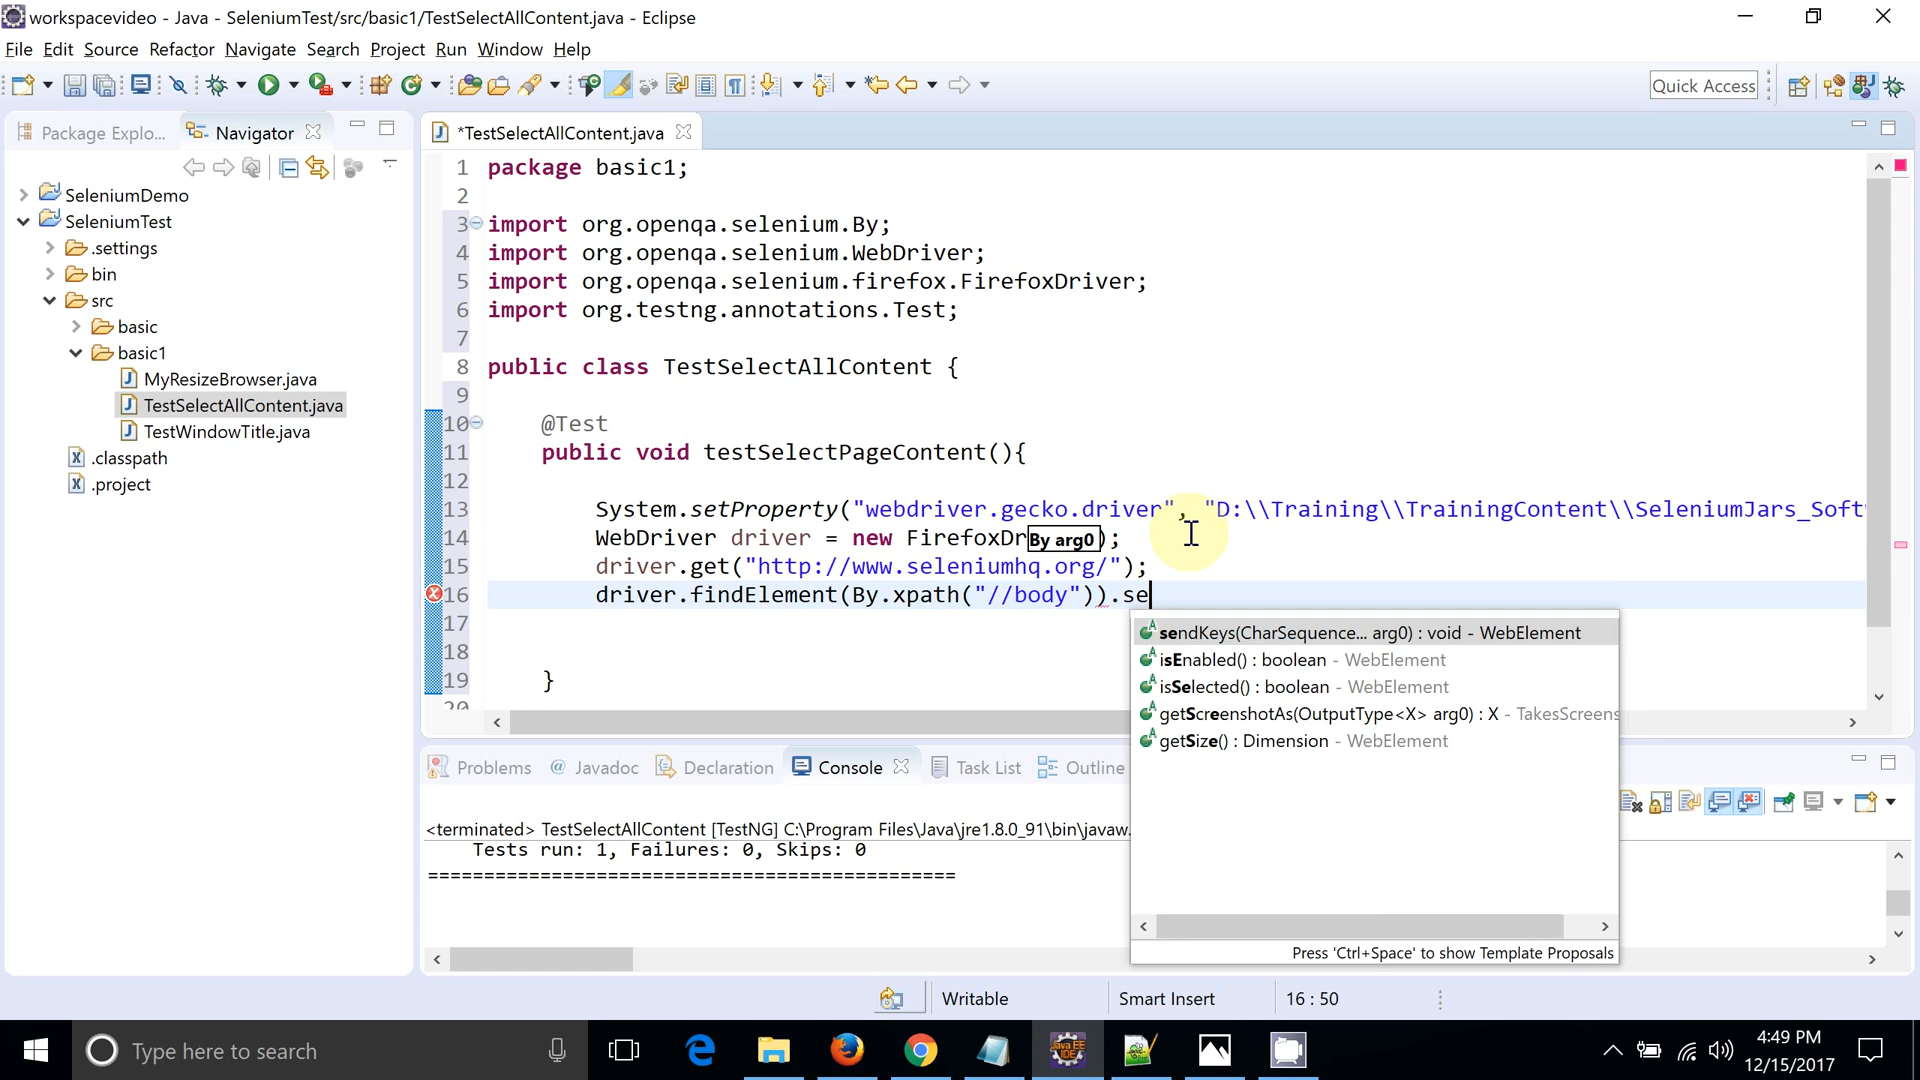 workspacevideo - Java - SeleniumTest/src/basic1/TestSelectAllContent.java - Eclipse
File Edit Source Refactor Navigate Search Project Run Window Help
Quick Access
Package Explo...
Navigator
*TestSelectAllContent.java
SeleniumDemo
SeleniumTest
.settings
bin
src
basic
basic1
MyResizeBrowser.java
TestSelectAllContent.java
TestWindowTitle.java
.classpath
.project
1 package basic1;
2
3 import org.openqa.selenium.By;
4 import org.openqa.selenium.WebDriver;
5 import org.openqa.selenium.firefox.FirefoxDriver;
6 import org.testng.annotations.Test;
7
8 public class TestSelectAllContent {
9
10 @Test
11 public void testSelectPageContent(){
12
13 System.setProperty("webdriver.gecko.driver", "D:\\Training\\TrainingContent\\SeleniumJars_Soft
14 WebDriver driver = new FirefoxDr By arg0 );
15 driver.get("http://www.seleniumhq.org/");
16 driver.findElement(By.xpath("//body")).se
17
18
19 }
20
sendKeys(CharSequence... arg0) : void - WebElement
isEnabled() : boolean - WebElement
isSelected() : boolean - WebElement
getScreenshotAs(OutputType<X> arg0) : X - TakesScreens
getSize() : Dimension - WebElement
Press 'Ctrl+Space' to show Template Proposals
Problems @ Javadoc Declaration Console Task List Outline
<terminated> TestSelectAllContent [TestNG] C:\Program Files\Java\jre1.8.0_91\bin\javaw.
Tests run: 1, Failures: 0, Skips: 0
===============================================
Writable
Smart Insert
16 : 50
Type here to search
Java EE
IDE
4:49 PM
12/15/2017